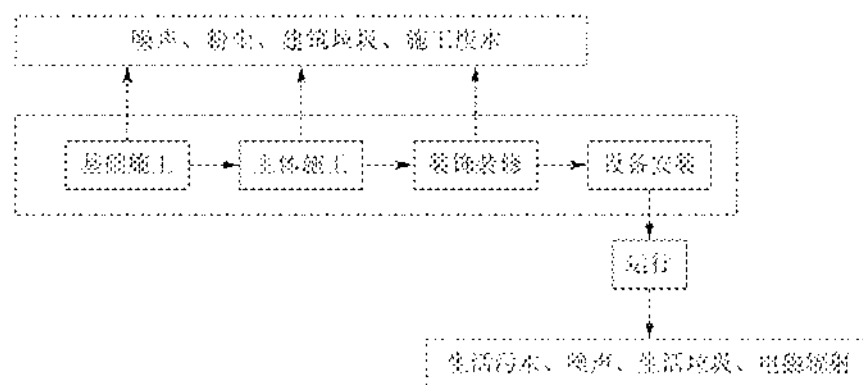 噪声、粉尘、建筑垃圾、施工废水
基础施工
主体施工
装饰装修
设备安装
运行
生活污水、噪声、生活垃圾、电磁辐射